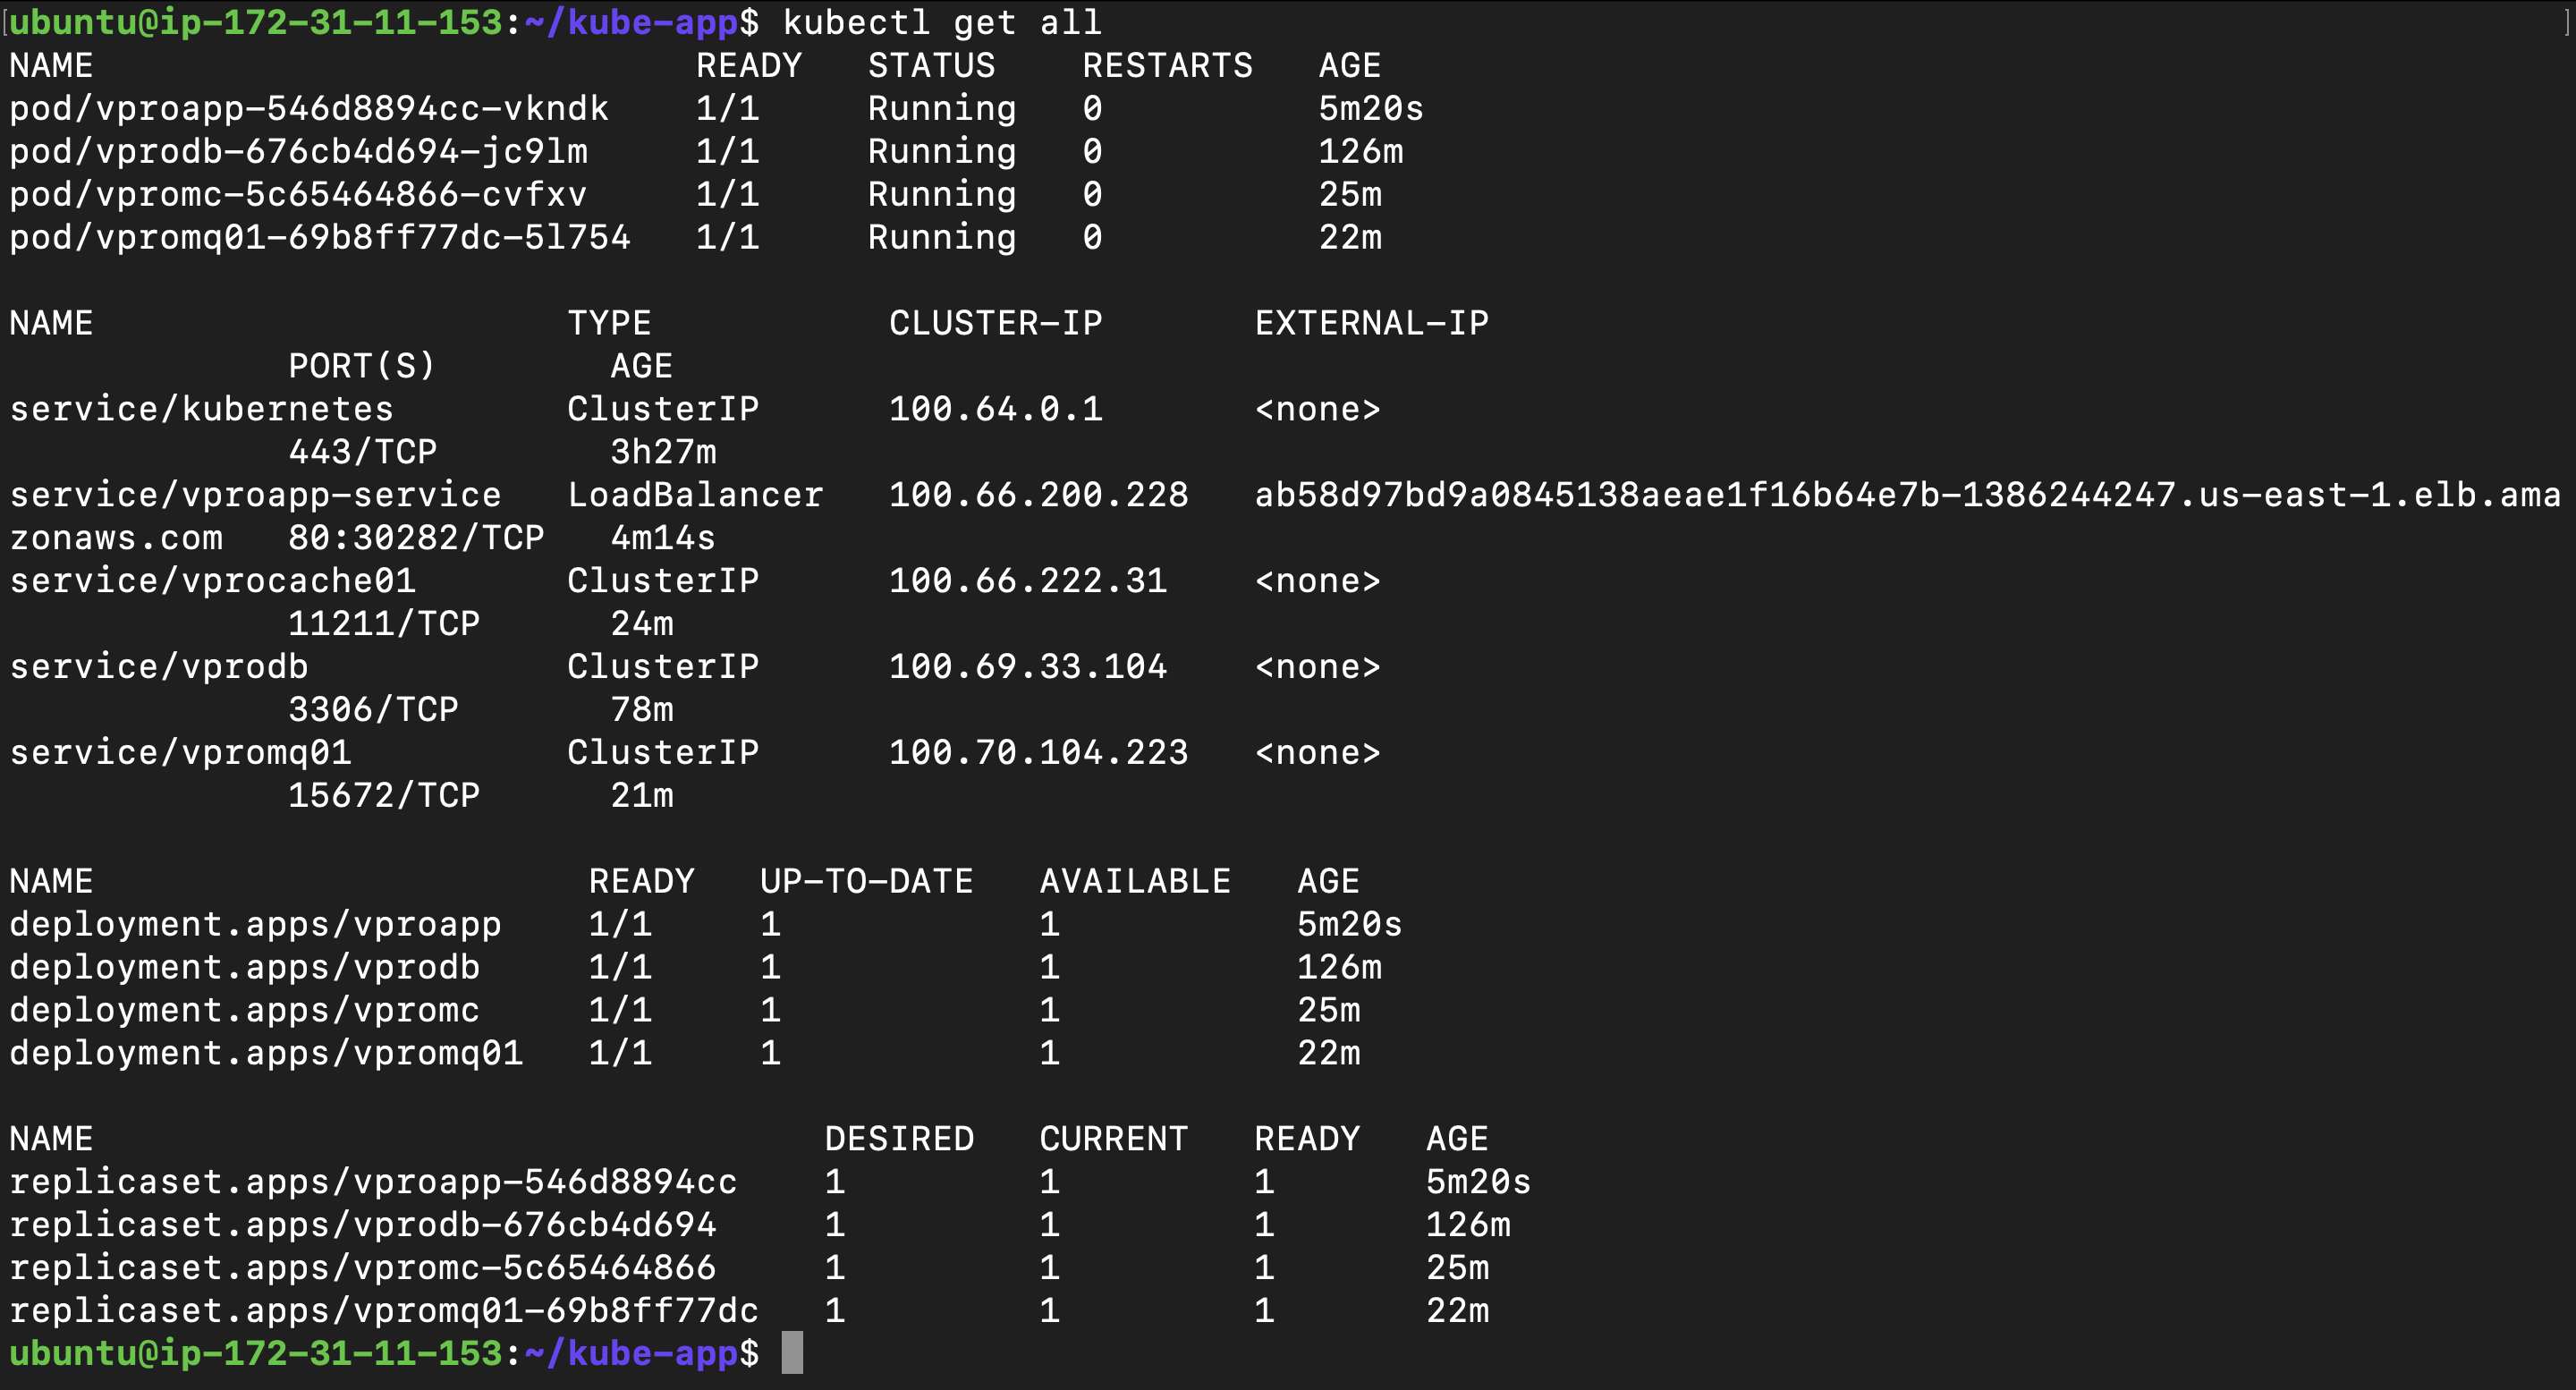 [ubuntu@ip-172-31-11-153:~/kube-app$ kubectl get all ]
NAME                            READY   STATUS    RESTARTS   AGE
pod/vproapp-546d8894cc-vkndk    1/1     Running   0          5m20s
pod/vprodb-676cb4d694-jc9lm     1/1     Running   0          126m
pod/vpromc-5c65464866-cvfxv     1/1     Running   0          25m
pod/vpromq01-69b8ff77dc-5l754   1/1     Running   0          22m

NAME                      TYPE           CLUSTER-IP       EXTERNAL-IP
             PORT(S)        AGE
service/kubernetes        ClusterIP      100.64.0.1       <none>
             443/TCP        3h27m
service/vproapp-service   LoadBalancer   100.66.200.228   ab58d97bd9a0845138aeae1f16b64e7b-1386244247.us-east-1.elb.ama
zonaws.com   80:30282/TCP   4m14s
service/vprocache01       ClusterIP      100.66.222.31    <none>
             11211/TCP      24m
service/vprodb            ClusterIP      100.69.33.104    <none>
             3306/TCP       78m
service/vpromq01          ClusterIP      100.70.104.223   <none>
             15672/TCP      21m

NAME                       READY   UP-TO-DATE   AVAILABLE   AGE
deployment.apps/vproapp    1/1     1            1           5m20s
deployment.apps/vprodb     1/1     1            1           126m
deployment.apps/vpromc     1/1     1            1           25m
deployment.apps/vpromq01   1/1     1            1           22m

NAME                                  DESIRED   CURRENT   READY   AGE
replicaset.apps/vproapp-546d8894cc    1         1         1       5m20s
replicaset.apps/vprodb-676cb4d694     1         1         1       126m
replicaset.apps/vpromc-5c65464866     1         1         1       25m
replicaset.apps/vpromq01-69b8ff77dc   1         1         1       22m
ubuntu@ip-172-31-11-153:~/kube-app$